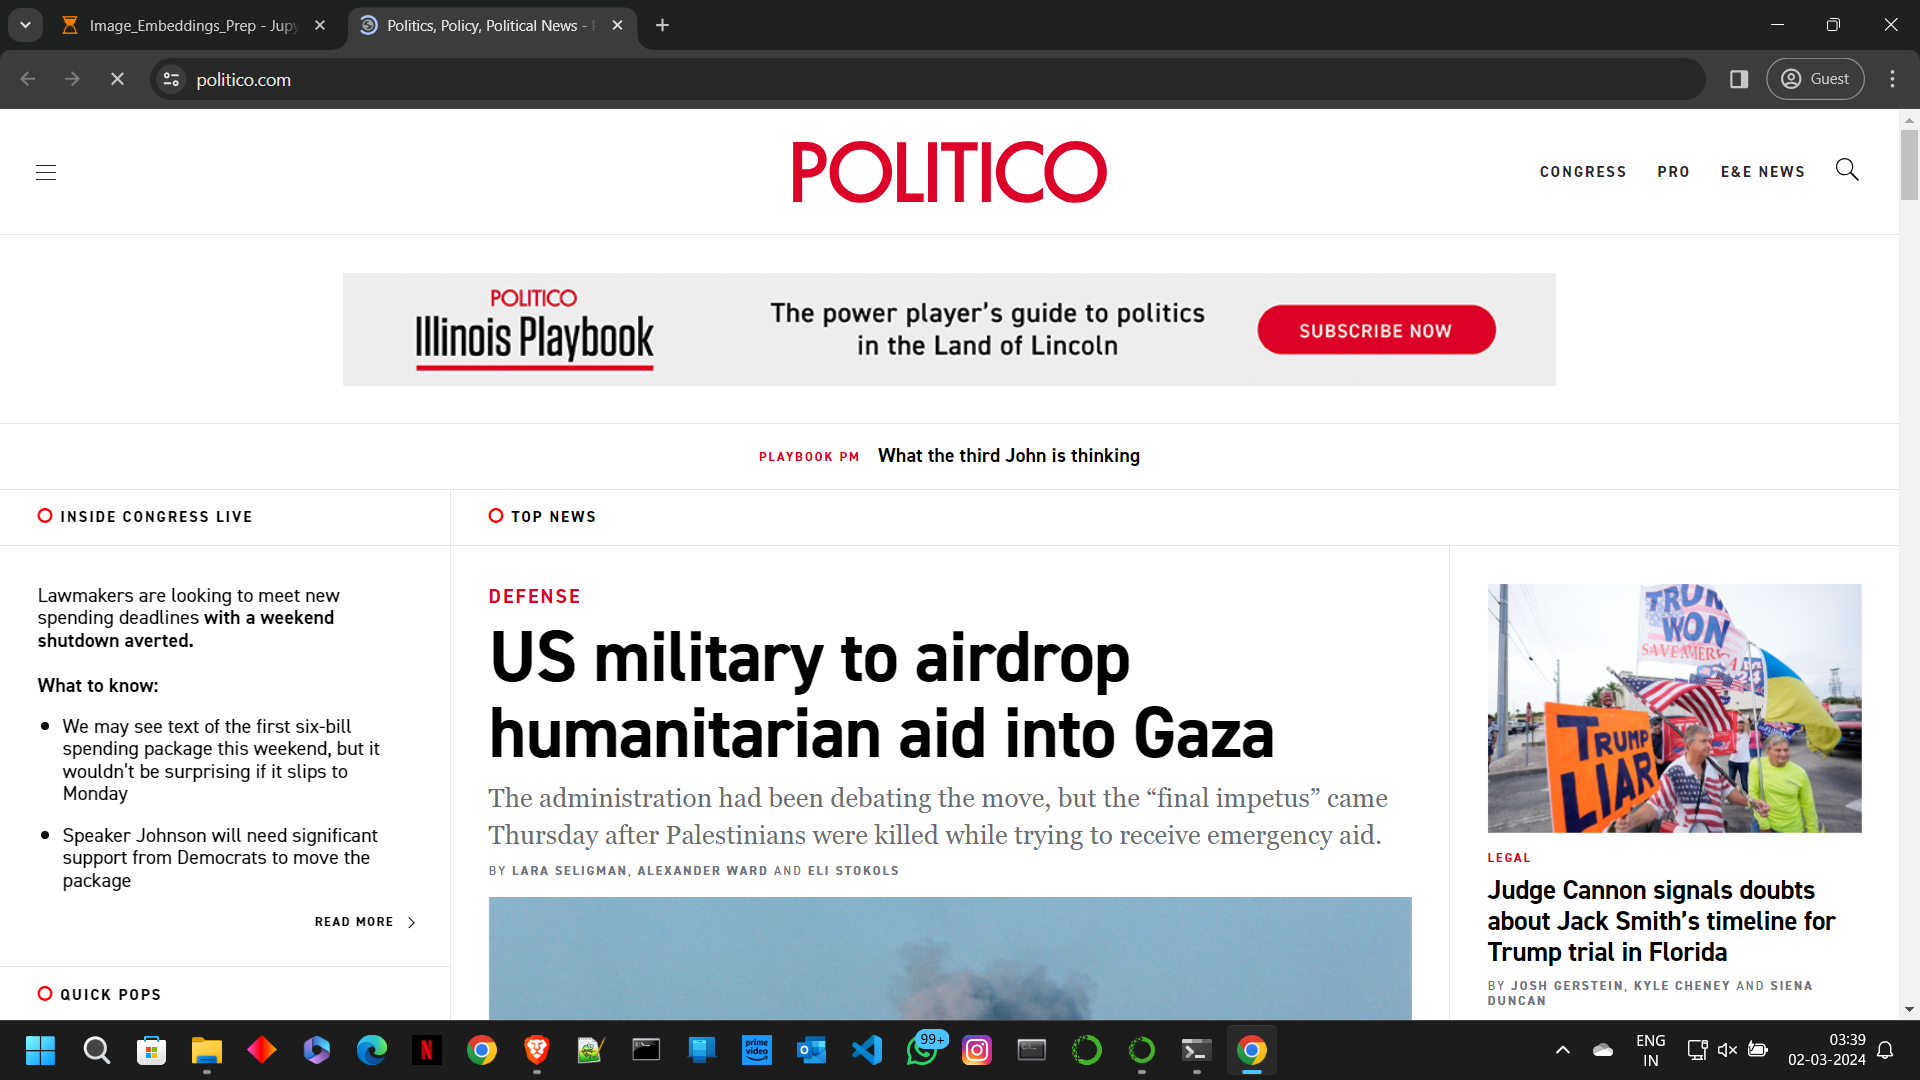 Image_Embeddings_Prep - Jup
Politics, Policy, Political News -
politico.com
Guest
POLITICO
CONGRESS
PRO
E&E NEWS
POLITICO
Illinois Playbook
The power player's guide to politics
in the Land of Lincoln
SUBSCRIBE NOW
PLAYBOOK PM What the third John is thinking
INSIDE CONGRESS LIVE
Lawmakers are looking to meet new
spending deadlines with a weekend
shutdown averted.
What to know:
We may see text of the first six-bill
spending package this weekend, but it
wouldn't be surprising if it slips to
Monday
Speaker Johnson will need significant
support from Democrats to move the
package
READ MORE
QUICK POPS
TOP NEWS
DEFENSE
US military to airdrop
humanitarian aid into Gaza
The administration had been debating the move, but the “final impetus” came
Thursday after Palestinians were killed while trying to receive emergency aid.
BY LARA SELIGMAN, ALEXANDER WARD AND ELI STOKOLS
TRUMP
WON
SAVE AMERICA
TRUMP
LIAR
LEGAL
Judge Cannon signals doubts
about Jack Smith's timeline for
Trump trial in Florida
BY JOSH GERSTEIN, KYLE CHENEY AND SIENA
DUNCAN
N
prime
video
99+
ENG
IN
03:39
02-03-2024